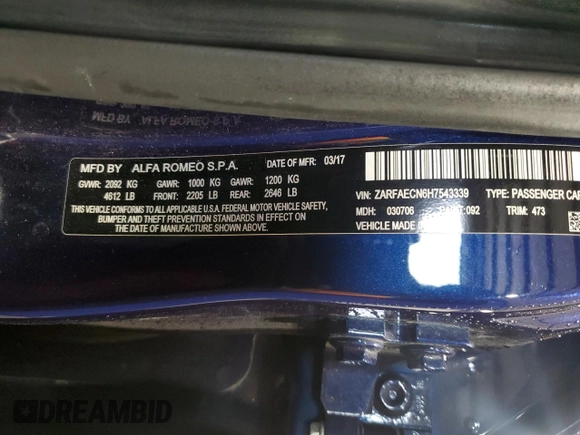 MFD BY ALFA ROMEO S.P.A. DATE OF MFR 03/17
GVWR: 2092 KG GAWR: 1000 KG GAWR: 1200 KG
4612 LB FRONT: 2205 LB REAR: 2646 LB
THIS VEHICLE CONFORMS TO ALL APPLICABLE U.S.A. FEDERAL MOTOR VEHICLE SAFETY,
BUMPER AND THEFT PREVENTION STANDARDS IN EFFECT ON
THE DATE OF MANUFACTURE SHOWN ABOVE.
VIN: ZARFAECN6H7543339 TYPE: PASSENGER CAR
MDH: 030706 PAINT:092 TRIM: 473
VEHICLE MADE
DREAMBID